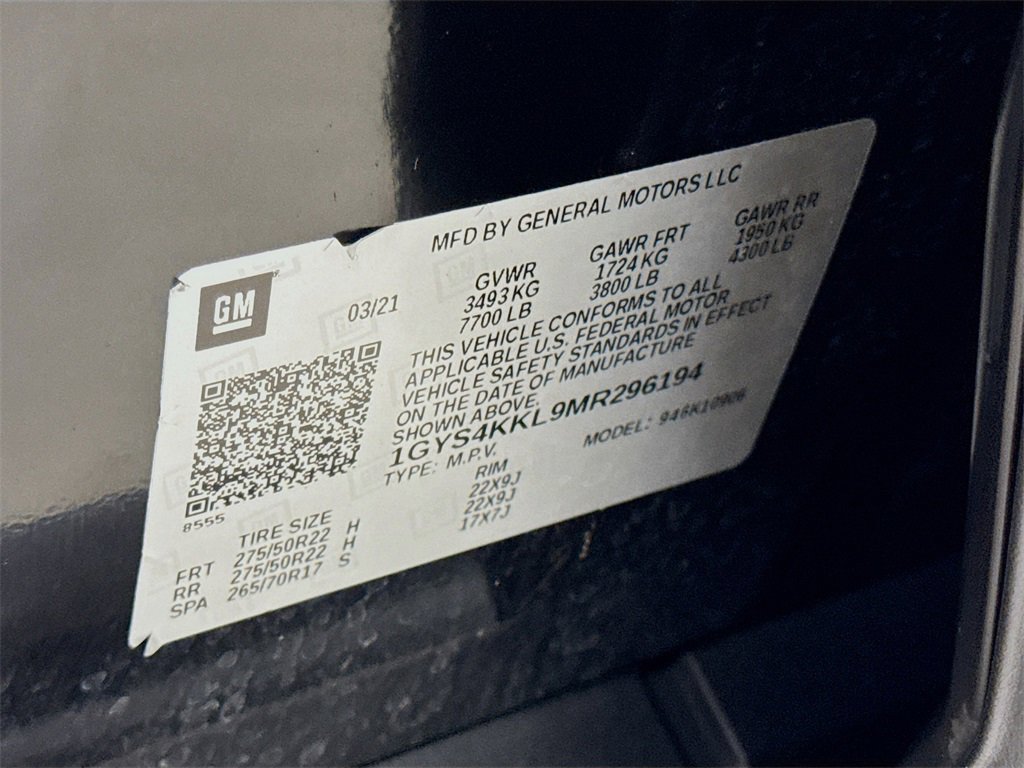 MFD BY GENERAL MOTORS LLC
GM
03/21
GVWR GAWR FRT GAWR RR
3493 KG 1724 KG 1950 KG
7700 LB 3800 LB 4300 LB
THIS VEHICLE CONFORMS TO ALL
APPLICABLE U.S. FEDERAL MOTOR
VEHICLE SAFETY STANDARDS IN EFFECT
ON THE DATE OF MANUFACTURE
SHOWN ABOVE.
1GYS4KKL9MR296194
TYPE: M.P.V. MODEL: 946K10906
8555
TIRE SIZE RIM
FRT 275/50R22 H 22X9J
RR 275/50R22 H 22X9J
SPA 265/70R17 S 17X7J